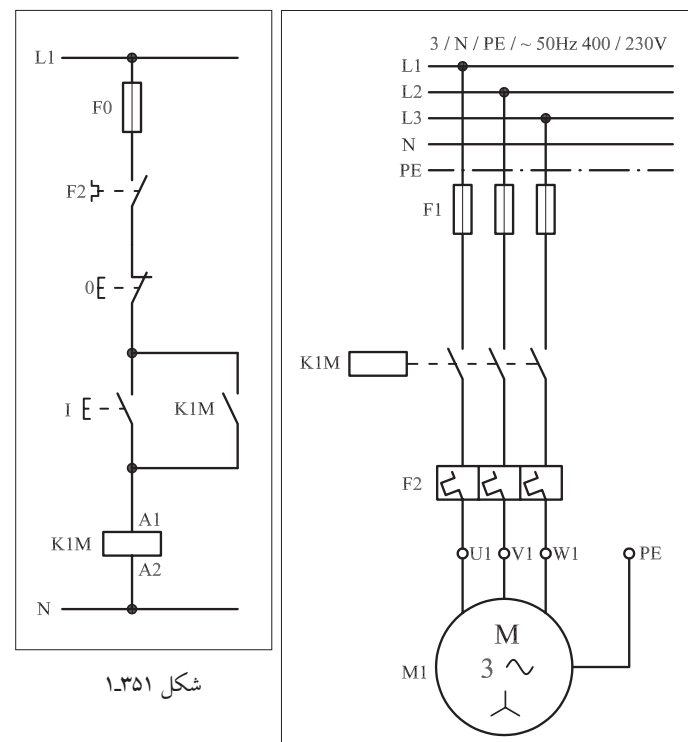 L1
F0
F2
0
I
K1M
A1
K1M
A2
N
شکل ۳۵۱ـ۱
3 / N / PE / ~ 50Hz 400 / 230V
L1
L2
L3
N
PE
F1
K1M
F2
U1 V1 W1 PE
M
3
M1